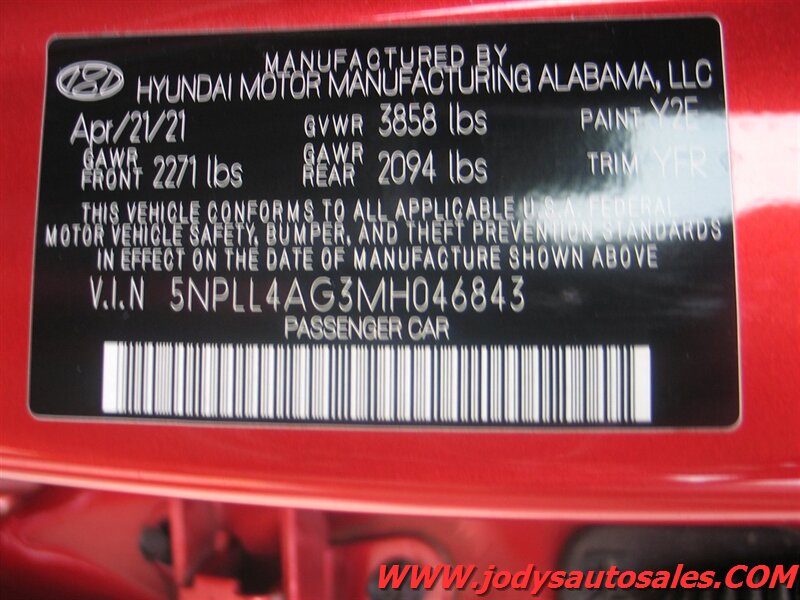 MANUFACTURED BY
HYUNDAI MOTOR MANUFACTURING ALABAMA, LLC
Apr/21/21 GVWR 3858 lbs PAINT Y2E
GAWR FRONT 2271 lbs GAWR REAR 2094 lbs TRIM YFR
THIS VEHICLE CONFORMS TO ALL APPLICABLE U.S.A. FEDERAL
MOTOR VEHICLE SAFETY, BUMPER, AND THEFT PREVENTION STANDARDS
IN EFFECT ON THE DATE OF MANUFACTURE SHOWN ABOVE.
V.I.N 5NPLL4AG3MH046843
PASSENGER CAR
www.jodysautosales.com